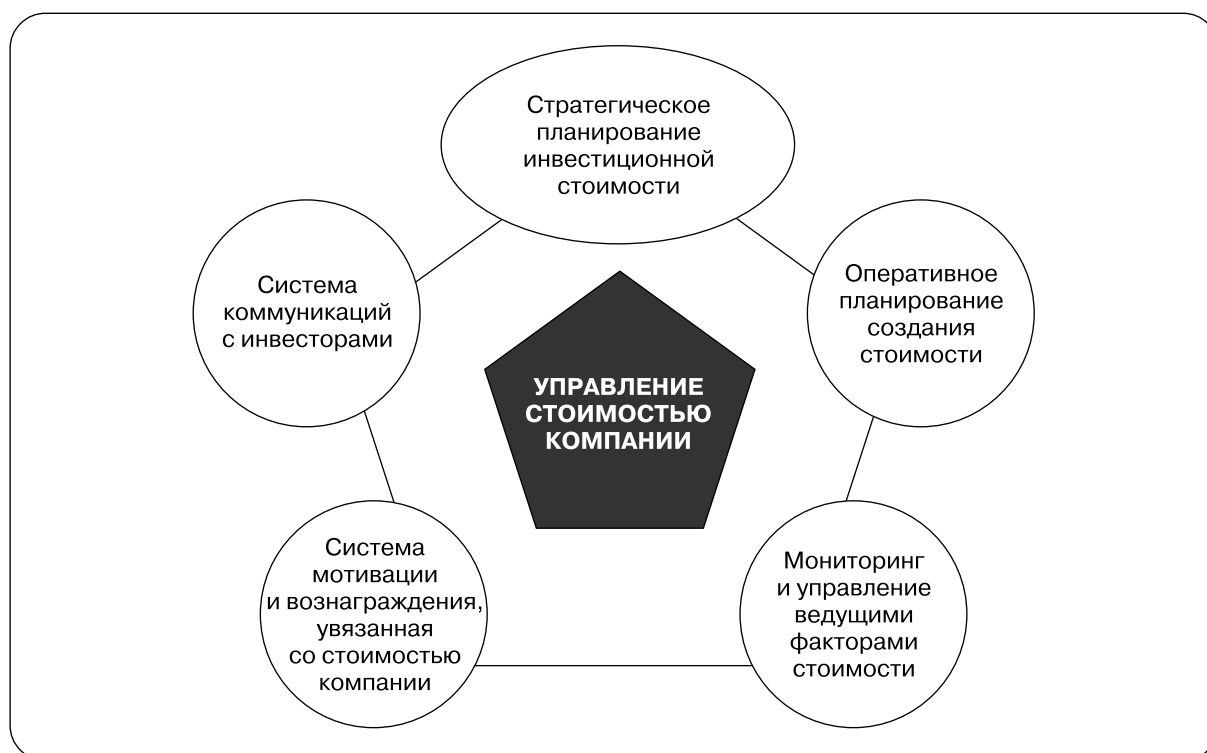 Стратегическое
планирование
инвестиционной
стоимости
Система
коммуникаций
с инвесторами
Оперативное
планирование
создания
стоимости
УПРАВЛЕНИЕ
СТОИМОСТЬЮ
КОМПАНИИ
Система
мотивации
и вознаграждения,
увязанная
со стоимостью
компании
Мониторинг
и управление
ведущими
факторами
стоимости